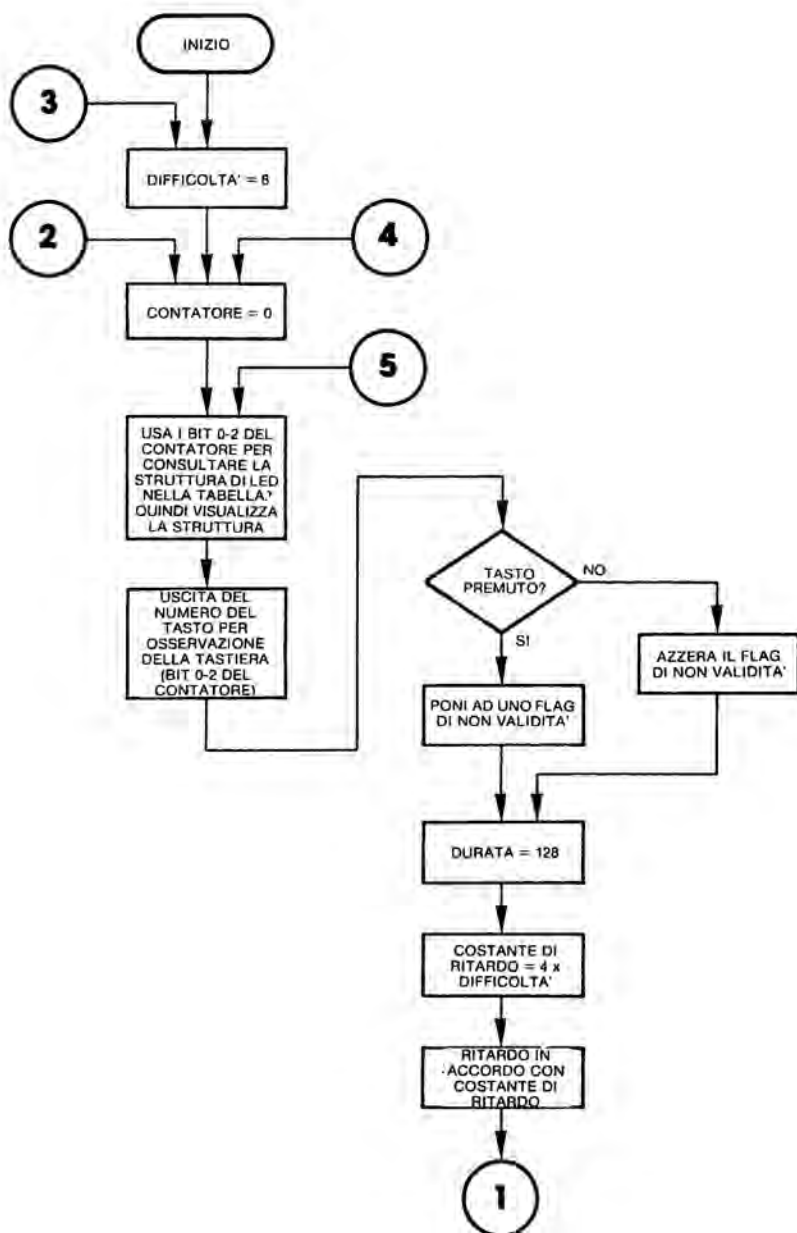 INIZIO
3
DIFFICOLTA' = 6
2
4
CONTATORE = 0
5
USA I BIT 0-2 DEL
CONTATORE PER
CONSULTARE LA
STRUTTURA DI LED
NELLA TABELLA.
QUINDI VISUALIZZA
LA STRUTTURA
USCITA DEL
NUMERO DEL
TASTO PER
OSSERVAZIONE
DELLA TASTIERA
(BIT 0-2 DEL
CONTATORE)
TASTO
PREMUTO?
NO
SI
AZZERA IL FLAG
DI NON VALIDITA'
PONI AD UNO FLAG
DI NON VALIDITA'
DURATA = 128
COSTANTE DI
RITARDO = 4 x
DIFFICOLTA'
RITARDO IN
ACCORDO CON
COSTANTE DI
RITARDO
1